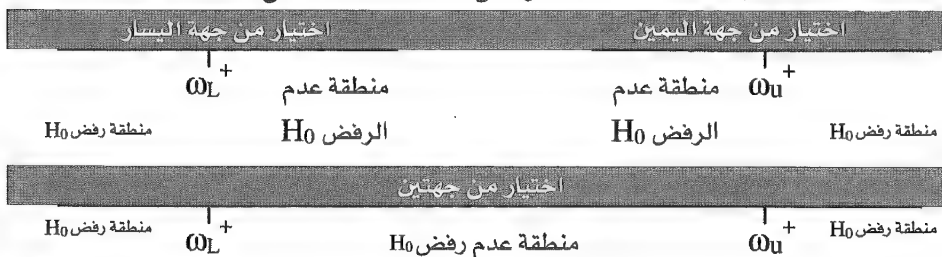 اختيار من جهة اليمين	اختيار من جهة اليسار
ωu+	ωL+
منطقة رفض H0	منطقة عدم الرفض H0	منطقة عدم الرفض H0	منطقة رفض H0
اختيار من جهتين
ωu+	ωL+
منطقة رفض H0	منطقة عدم رفض H0	منطقة رفض H0